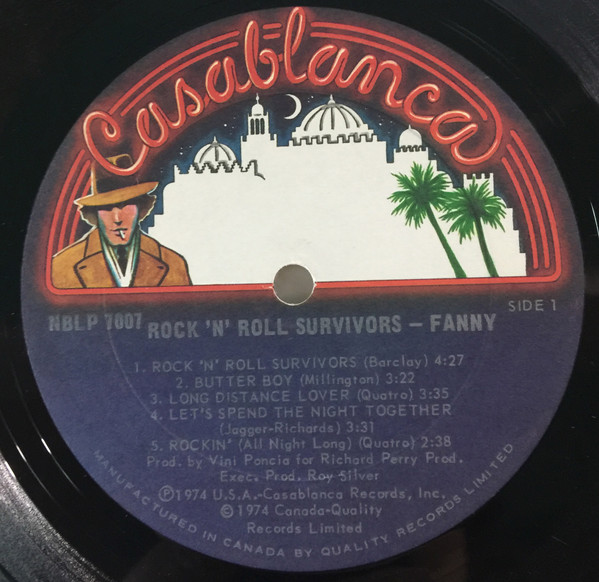 Casablanca
NBLP 7007
ROCK 'N' ROLL SURVIVORS – FANNY
SIDE 1
1. ROCK 'N' ROLL SURVIVORS (Barclay) 4:27
2. BUTTER BOY (Millington) 3:22
3. LONG DISTANCE LOVER (Quatro) 3:35
4. LET'S SPEND THE NIGHT TOGETHER
(Jagger-Richards) 3:31
5. ROCKIN' (All Night Long) (Quatro) 2:38
Prod. by Vini Poncia for Richard Perry Prod.
Exec. Prod. Roy Silver
Ⓟ1974 U.S.A.-Casablanca Records, Inc.
©1974 Canada-Quality
Records Limited
MANUFACTURED IN CANADA BY QUALITY RECORDS LIMITED